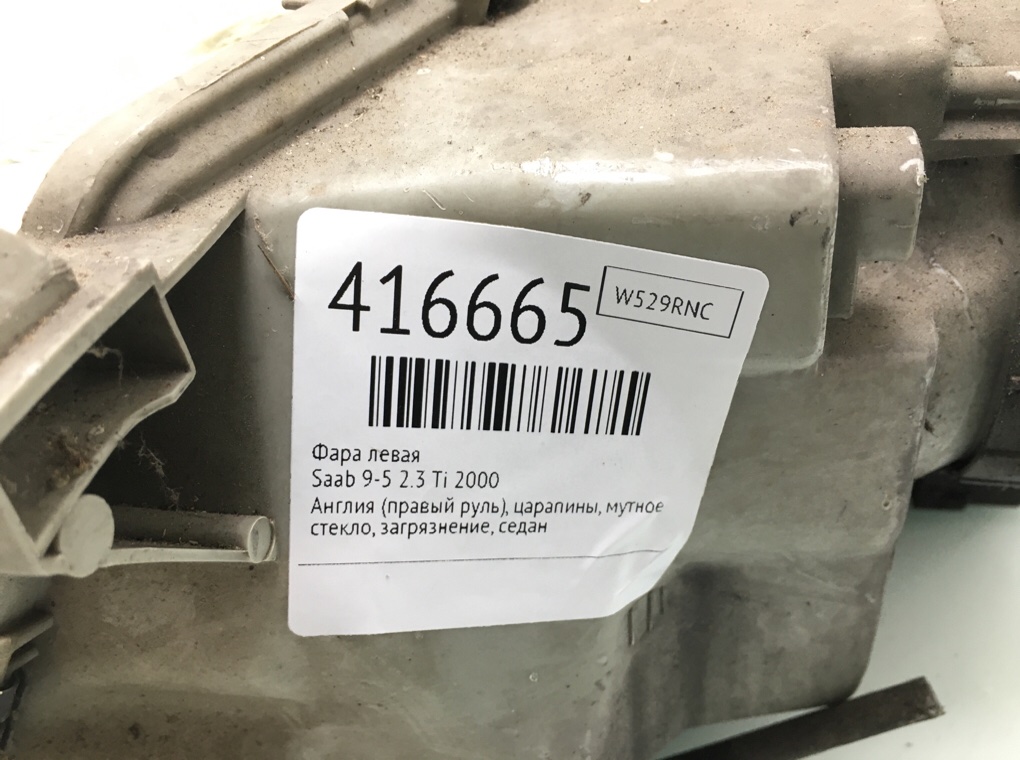 416665
W529RNC
Фара левая
Saab 9-5 2.3 Ti 2000
Англия (правый руль), царапины, мутное
стекло, загрязнение, седан